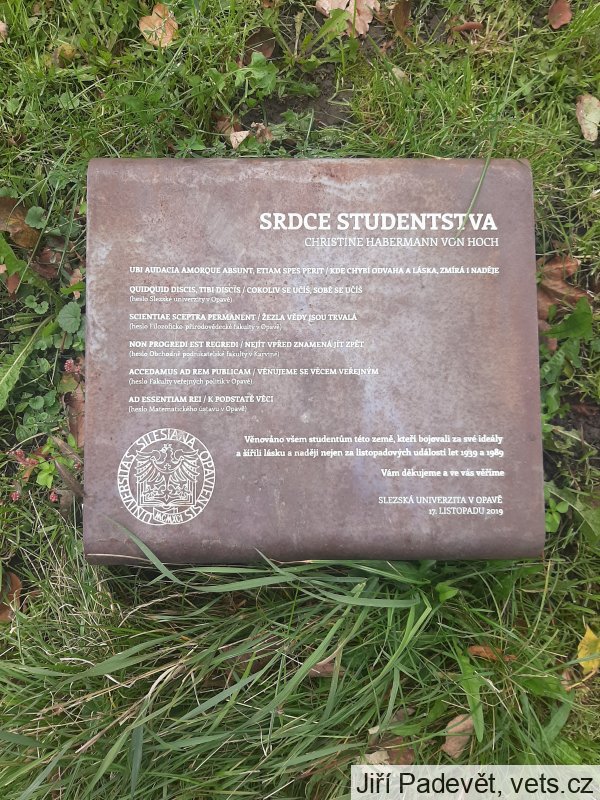 SRDCE STUDENTSTVA
CHRISTINE HABERMANN VON HOCH
UBI AUDACIA AMORQUE ABSUNT, ETIAM SPES PERIT / KDE CHYBÍ ODVAHA A LÁSKA, ZMÍRÁ I NADĚJE
QUIDQUID DISCIS, TIBI DISCIS / COKOLIV SE UČÍŠ, SOBĚ SE UČÍŠ
(heslo Slezské univerzity v Opavě)
SCIENTIAE SCEPTRA PERMANENT / ŽEZLA VĚDY JSOU TRVALÁ
(heslo Filozoficko-přírodovědecké fakulty v Opavě)
NON PROGREDI EST REGREDI / NEJÍT VPŘED ZNAMENÁ JÍT ZPĚT
(heslo Obchodně podnikatelské fakulty v Karviné)
ACCEDAMUS AD REM PUBLICAM / VĚNUJEME SE VĚCEM VEŘEJNÝM
(heslo Fakulty veřejných politik v Opavě)
AD ESSENTIAM REI / K PODSTATĚ VĚCI
(heslo Matematického ústavu v Opavě)
UNIVERSITAS SILESIANA OPAVIENSIS
MCMXCI
Věnováno všem studentům této země, kteří bojovali za své ideály
a šířili lásku a naději nejen za listopadových událostí let 1939 a 1989
Vám děkujeme a ve vás věříme
SLEZSKÁ UNIVERZITA V OPAVĚ
17. LISTOPADU 2019
Jiří Padevět, vets.cz